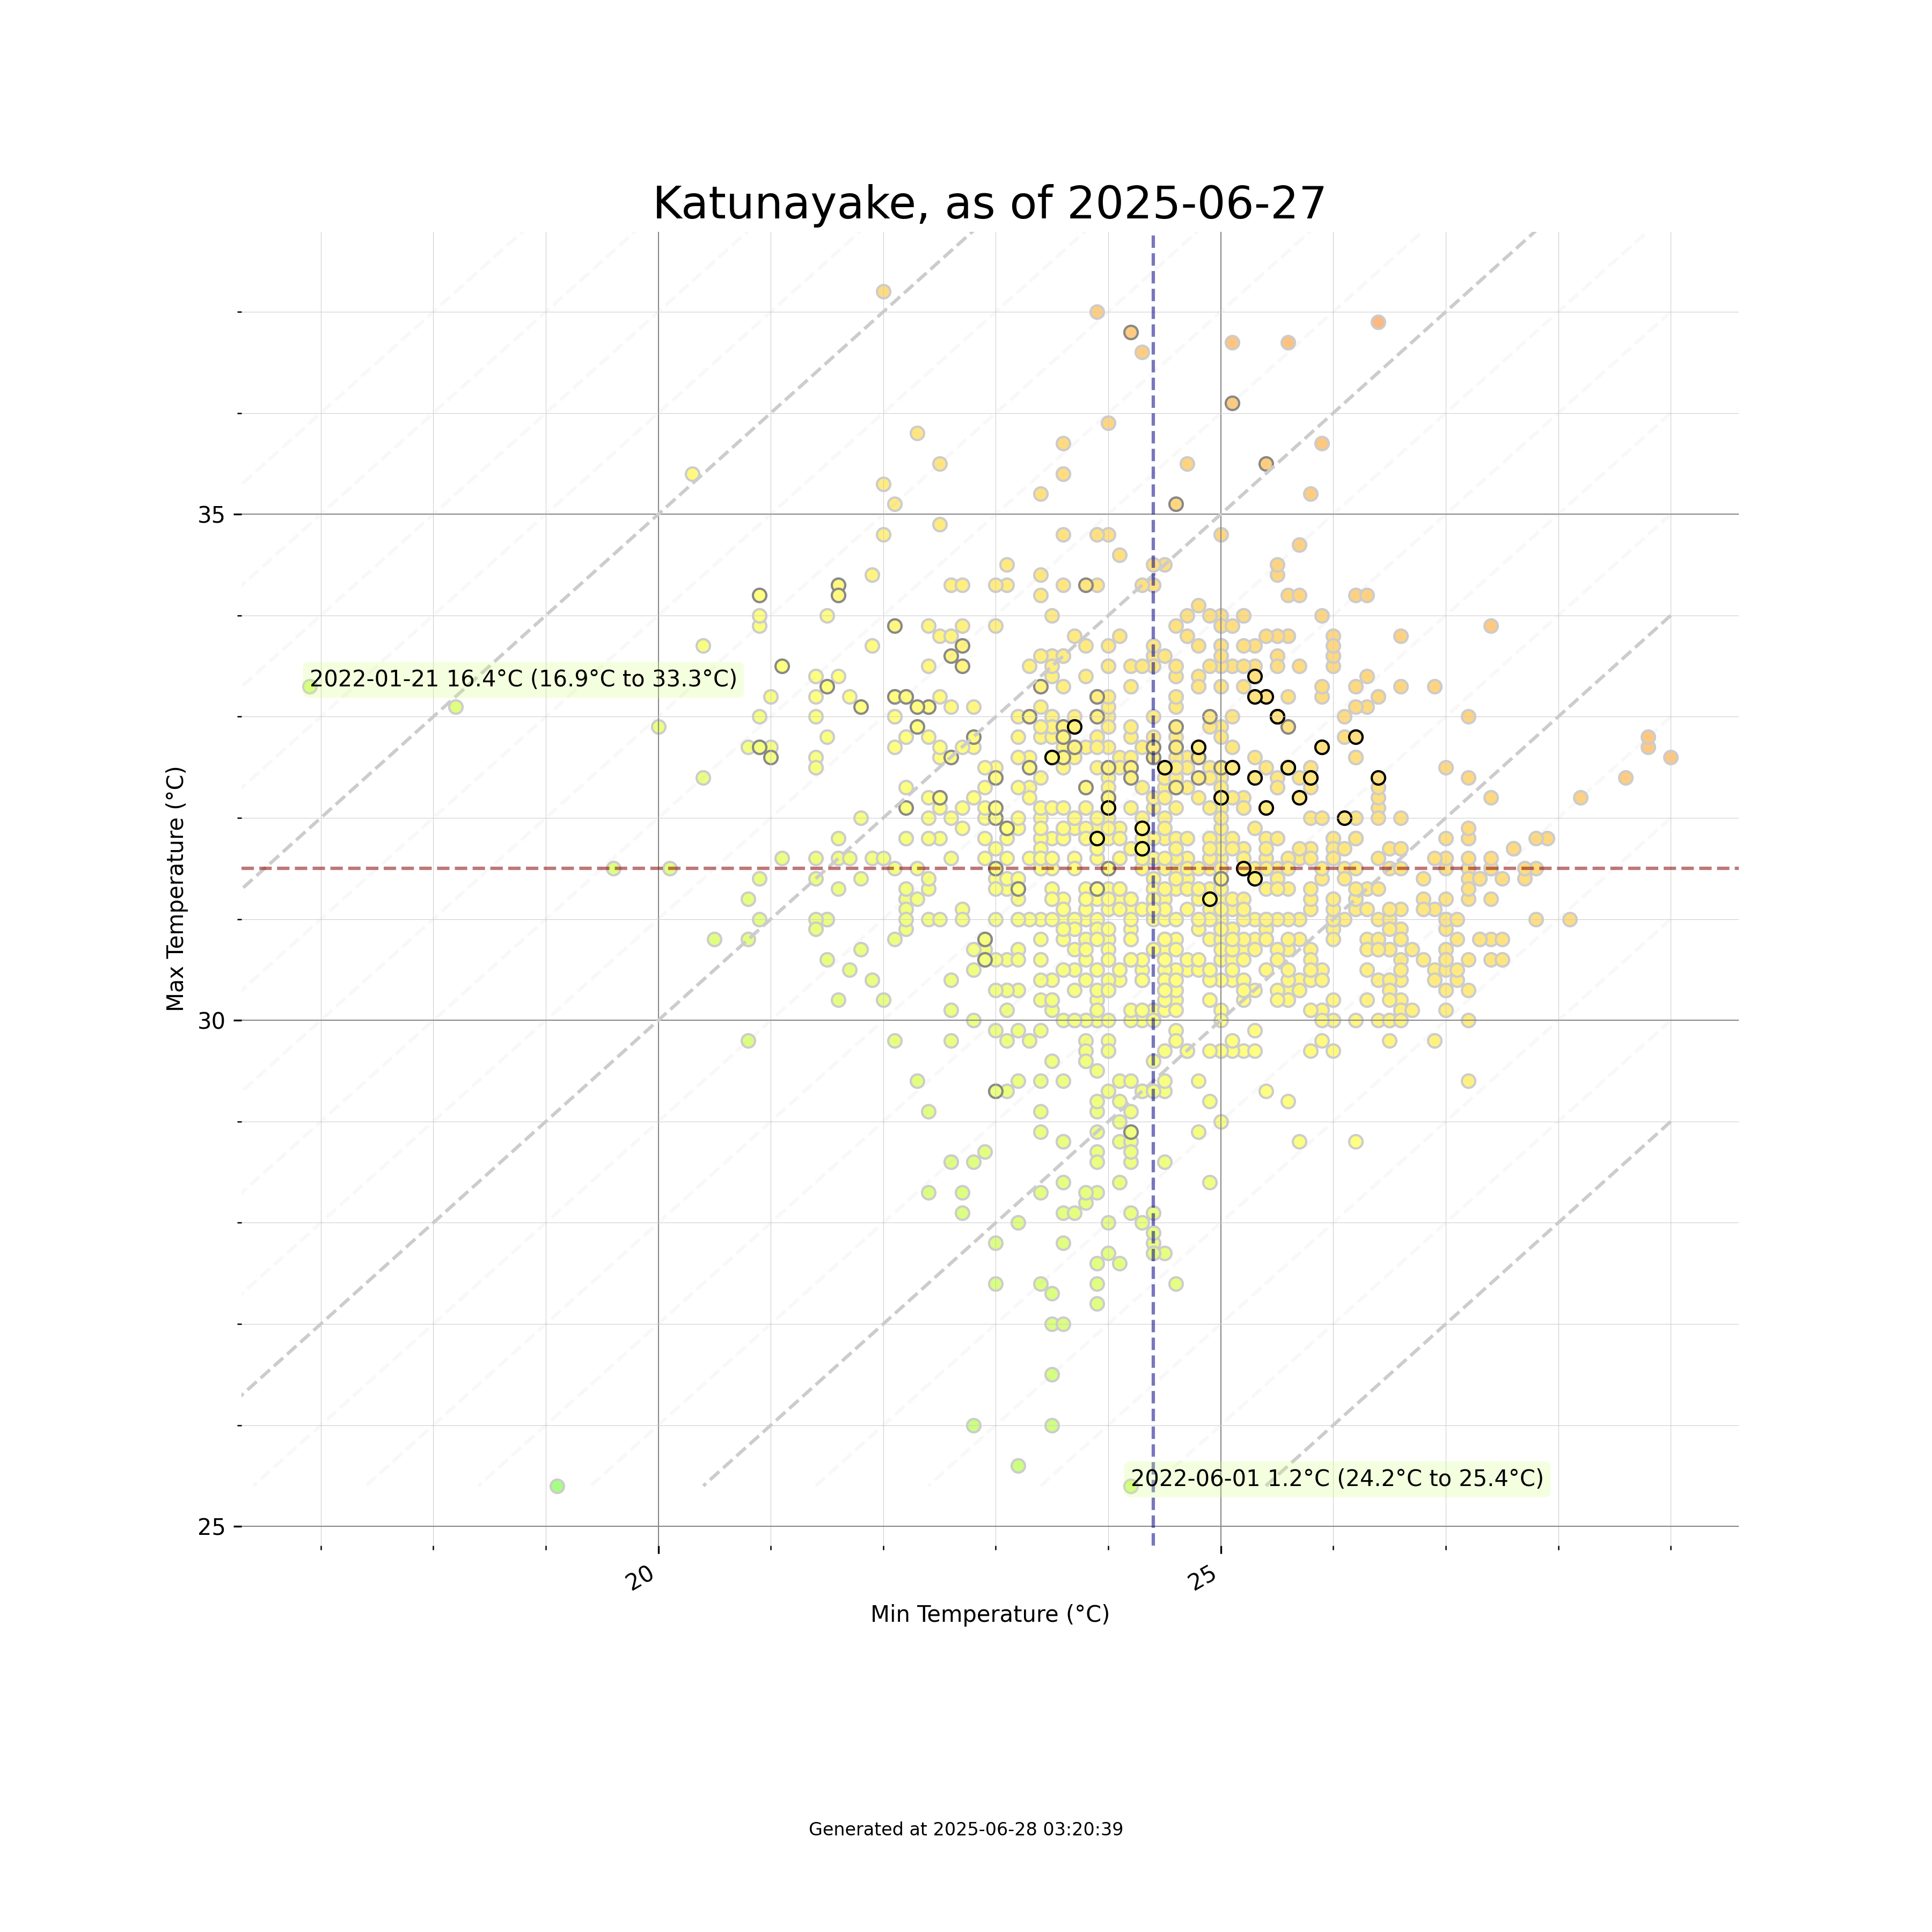 Katunayake, as of 2025-06-27
35
2022-01-21 16.4°C (16.9°C to 33.3°C)
Max Temperature (°C)
30
2022-06-01 1.2°C (24.2°C to 25.4°C)
25
20
25
Min Temperature (°C)
Generated at 2025-06-28 03:20:39